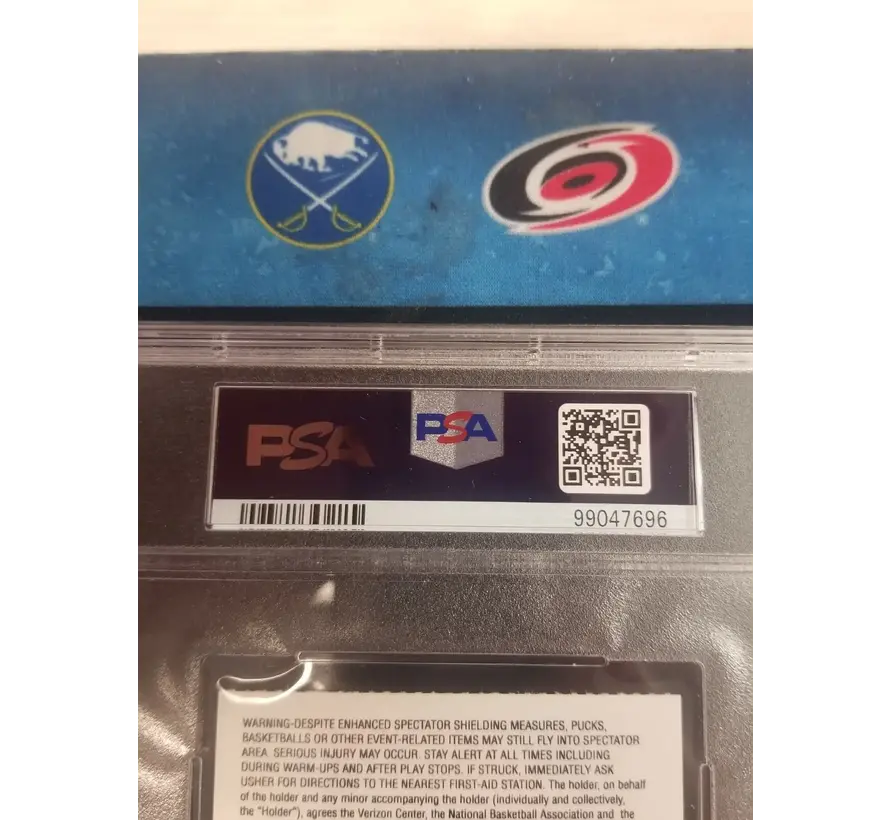 PSA
PSA
99047696
WARNING-DESPITE ENHANCED SPECTATOR SHIELDING MEASURES, PUCKS,
BASKETBALLS OR OTHER EVENT-RELATED ITEMS MAY STILL FLY INTO SPECTATOR
AREA. SERIOUS INJURY MAY OCCUR. STAY ALERT AT ALL TIMES INCLUDING
DURING WARM-UPS AND AFTER PLAY STOPS. IF STRUCK, IMMEDIATELY ASK
USHER FOR DIRECTIONS TO THE NEAREST FIRST-AID STATION. The holder, on behalf
of the holder and any minor accompanying the holder (individually and collectively,
the "Holder"), agrees the Verizon Center, the National Basketball Association and the